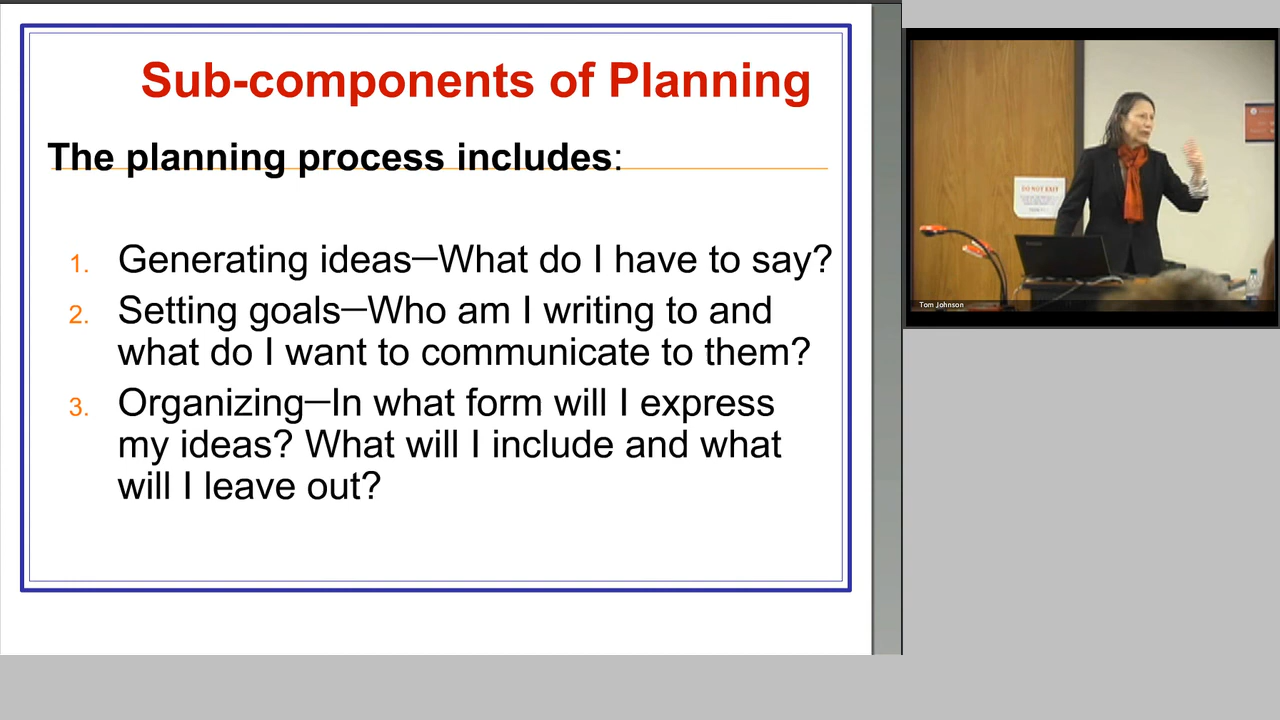 Sub-components of Planning
The planning process includes:
1. Generating ideas—What do I have to say?
2. Setting goals—Who am I writing to and
what do I want to communicate to them?
3. Organizing—In what form will I express
my ideas? What will I include and what
will I leave out?
DO NOT EXIT
Tom Johnson